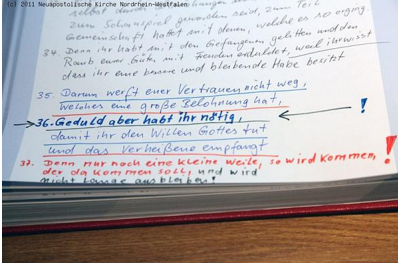 (c) 2011 Neuapostolische Kirche Nordrhein-Westfalen
selbst durch
zum Schauspiel geworden seid, zum Teil
Gemeinschaft hattet mit denen, welchen es so erging.
34. Denn ihr habt mit den Gefangenen gelitten und den
Raub eurer Güter mit Freuden erduldet, weil ihr wisst
dass ihr eine bessere und bleibende Habe besitzt
35. Darum werft euer Vertrauen nicht weg,
welches eine große Belohnung hat,
36. Geduld aber habt ihr nötig, !
damit ihr den Willen Gottes tut
und das Verheißene empfangt
37. Denn nur noch eine kleine Weile, so wird kommen, !
der da kommen soll, und wird
nicht lange ausbleiben!